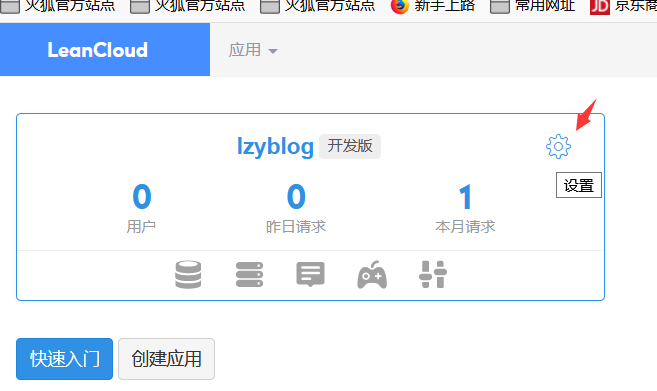 火狐官方站点 火狐官方站点 火狐官方站点 新手上路 常用网址 JD 京东商
LeanCloud 应用
lzyblog 开发版
设置
0 0 1
用户 昨日请求 本月请求
快速入门 创建应用